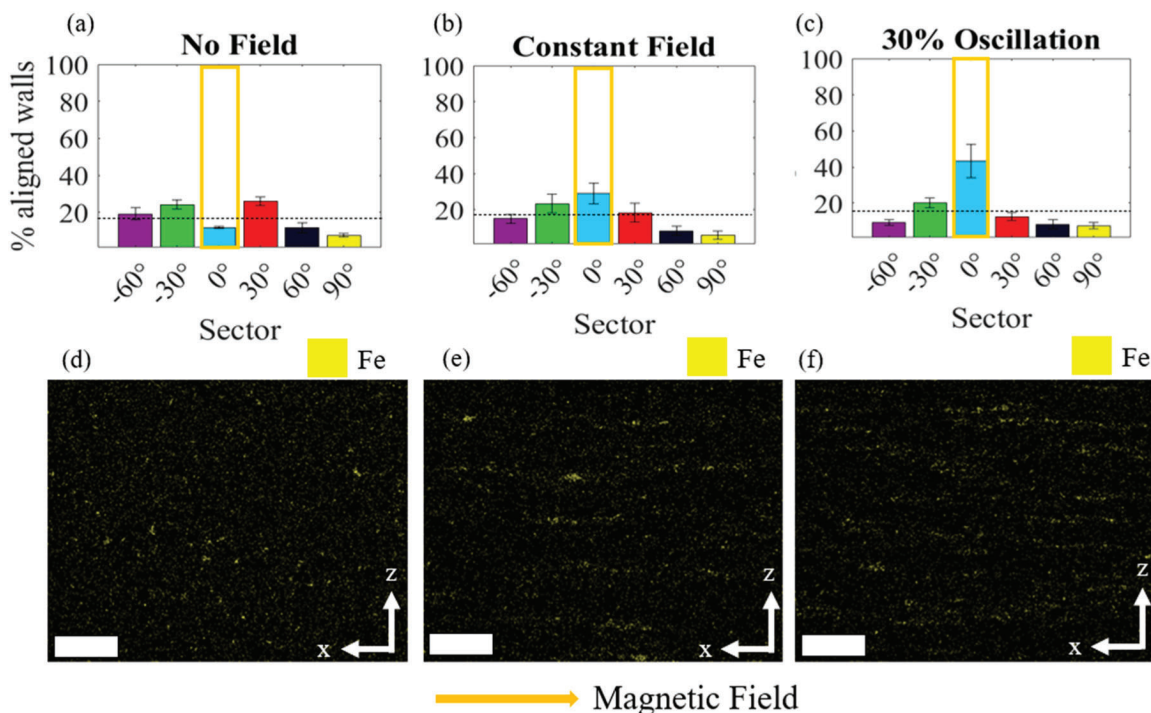 (a) (b) (c)
No Field Constant Field 30% Oscillation
% aligned walls
100 100 100
80 80 80
60 60 60
40 40 40
20 20 20
-60° -30° 0° 30° 60° 90° -60° -30° 0° 30° 60° 90° -60° -30° 0° 30° 60° 90°
Sector Sector Sector
(d) Fe (e) Fe (f) Fe
z z z
x x x
Magnetic Field